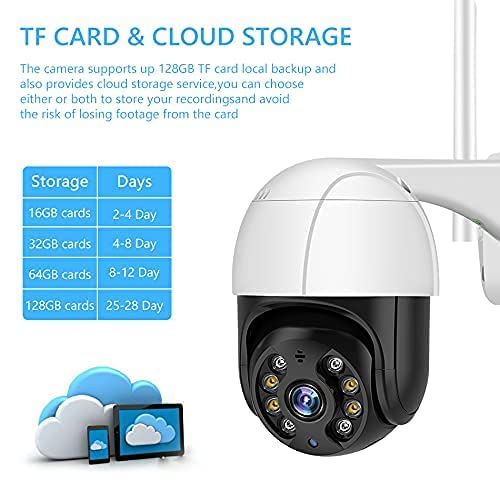 TF CARD & CLOUD STORAGE
The camera supports up 128GB TF card local backup and
also provides cloud storage service,you can choose
either or both to store your recordingsand avoid
the risk of losing footage from the card
Storage Days
16GB cards 2-4 Day
32GB cards 4-8 Day
64GB cards 8-12 Day
128GB cards 25-28 Day